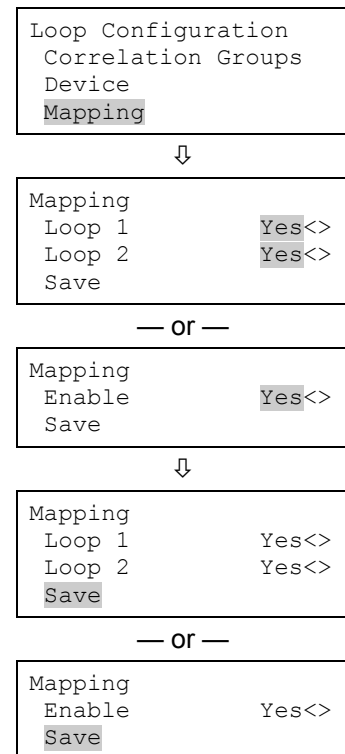 Loop Configuration
Correlation Groups
Device
Mapping
⇩
Mapping
Loop 1 Yes<>
Loop 2 Yes<>
Save
— or —
Mapping
Enable Yes<>
Save
⇩
Mapping
Loop 1 Yes<>
Loop 2 Yes<>
Save
— or —
Mapping
Enable Yes<>
Save